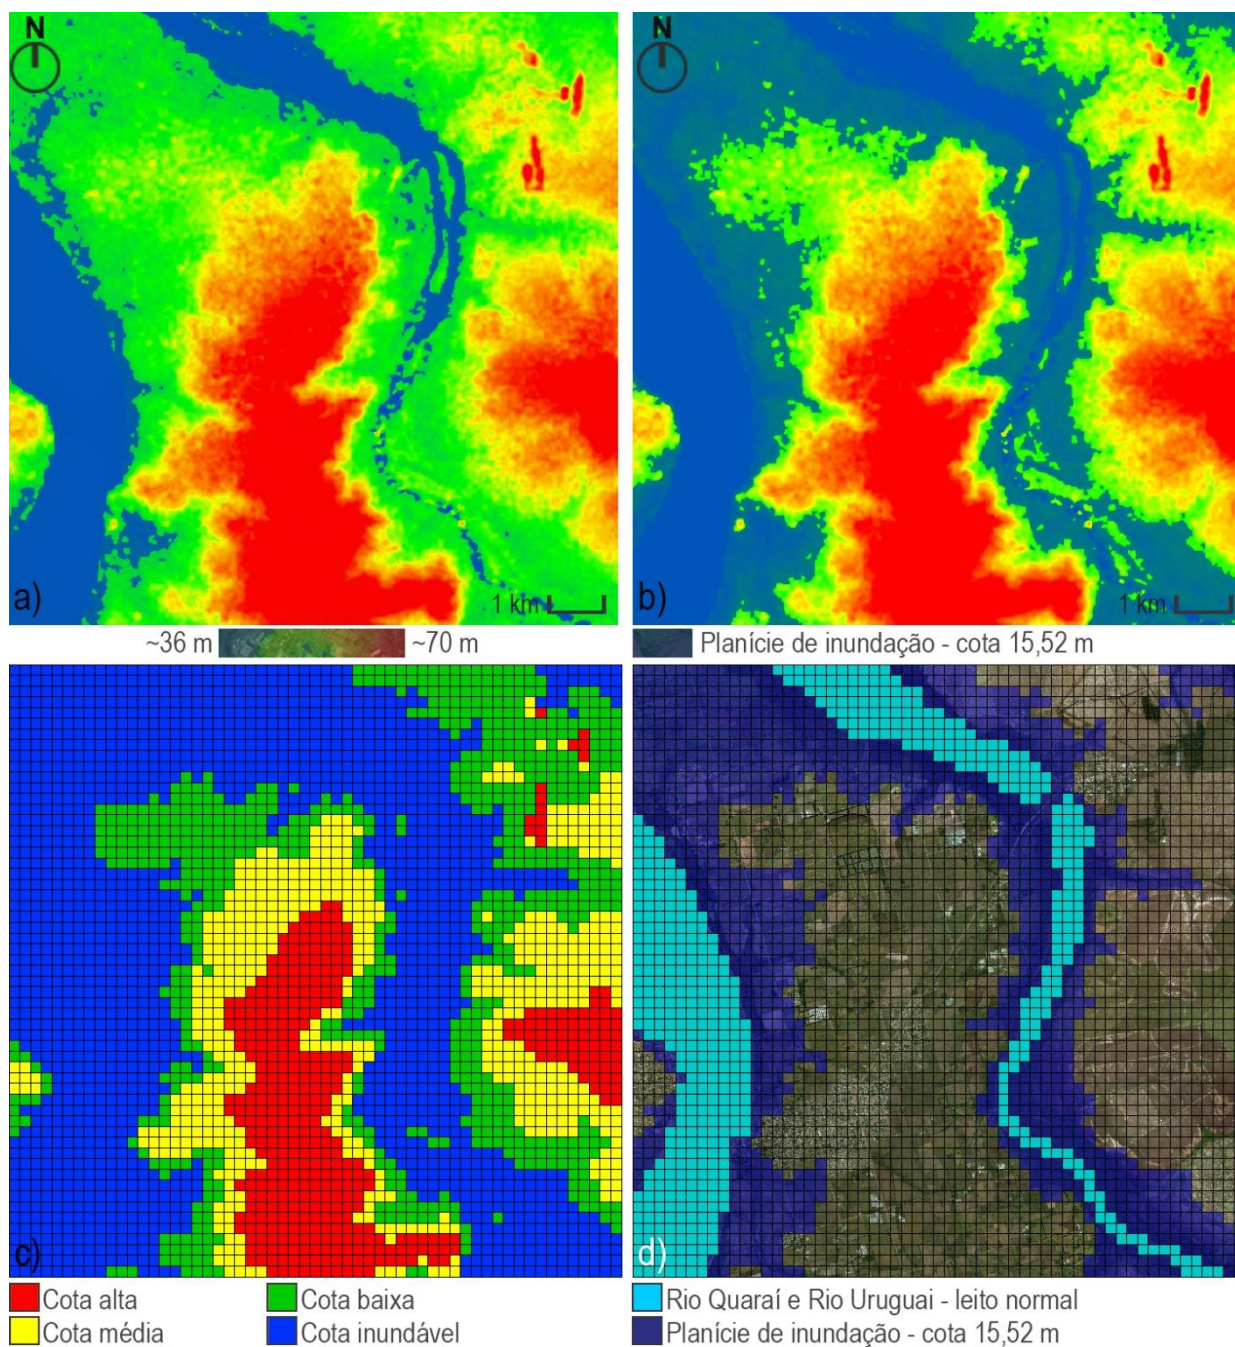 N
N
a)
1 km
b)
1 km
~36 m
~70 m
Planície de inundação - cota 15,52 m
c)
d)
Cota alta
Cota baixa
Rio Quaraí e Rio Uruguai - leito normal
Cota média
Cota inundável
Planície de inundação - cota 15,52 m